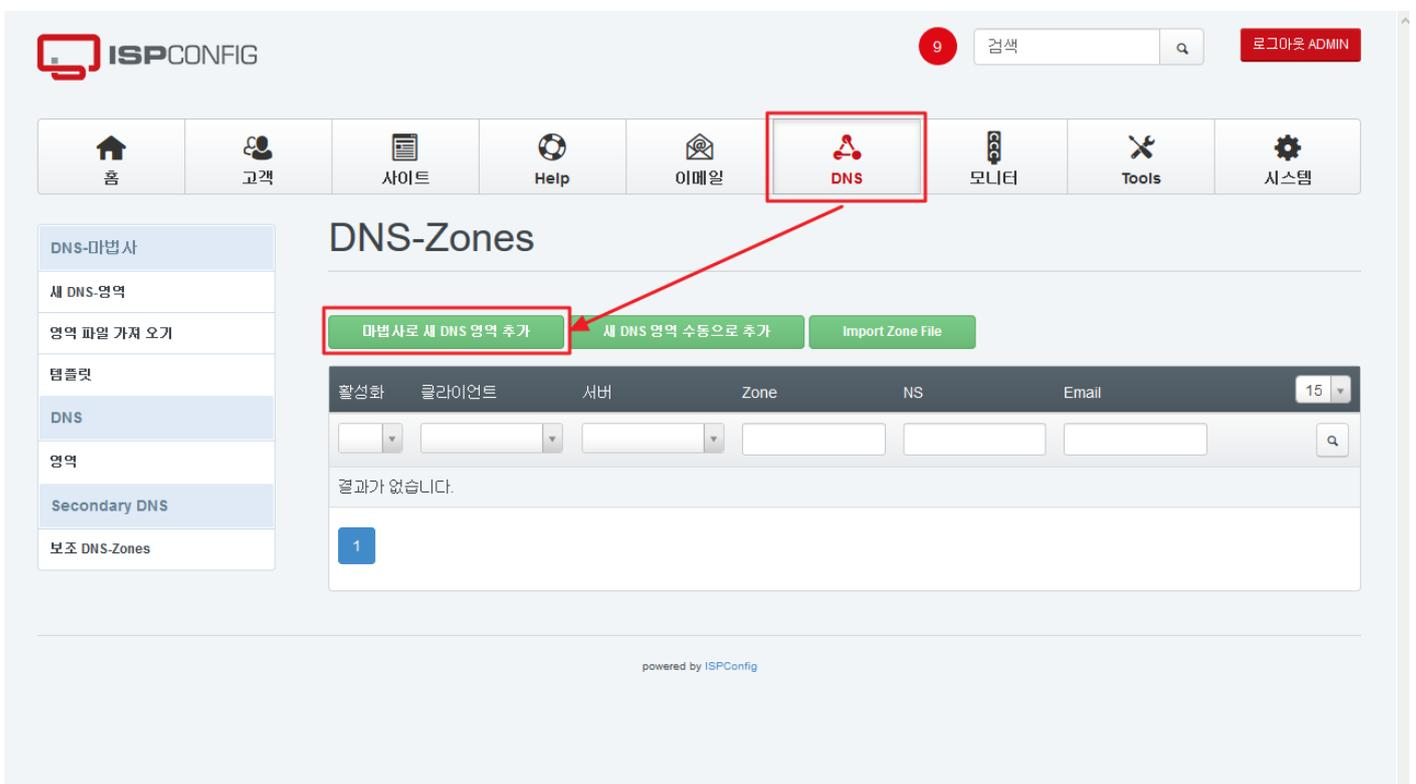 ISPCONFIG
9
검색
로그아웃 ADMIN
홈
고객
사이트
Help
이메일
DNS
모니터
Tools
시스템
DNS-마법사
새 DNS-영역
영역 파일 가져 오기
템플릿
DNS
영역
Secondary DNS
보조 DNS-Zones
DNS-Zones
마법사로 새 DNS 영역 추가
새 DNS 영역 수동으로 추가
Import Zone File
활성화 클라이언트 서버 Zone NS Email 15
결과가 없습니다.
1
powered by ISPConfig